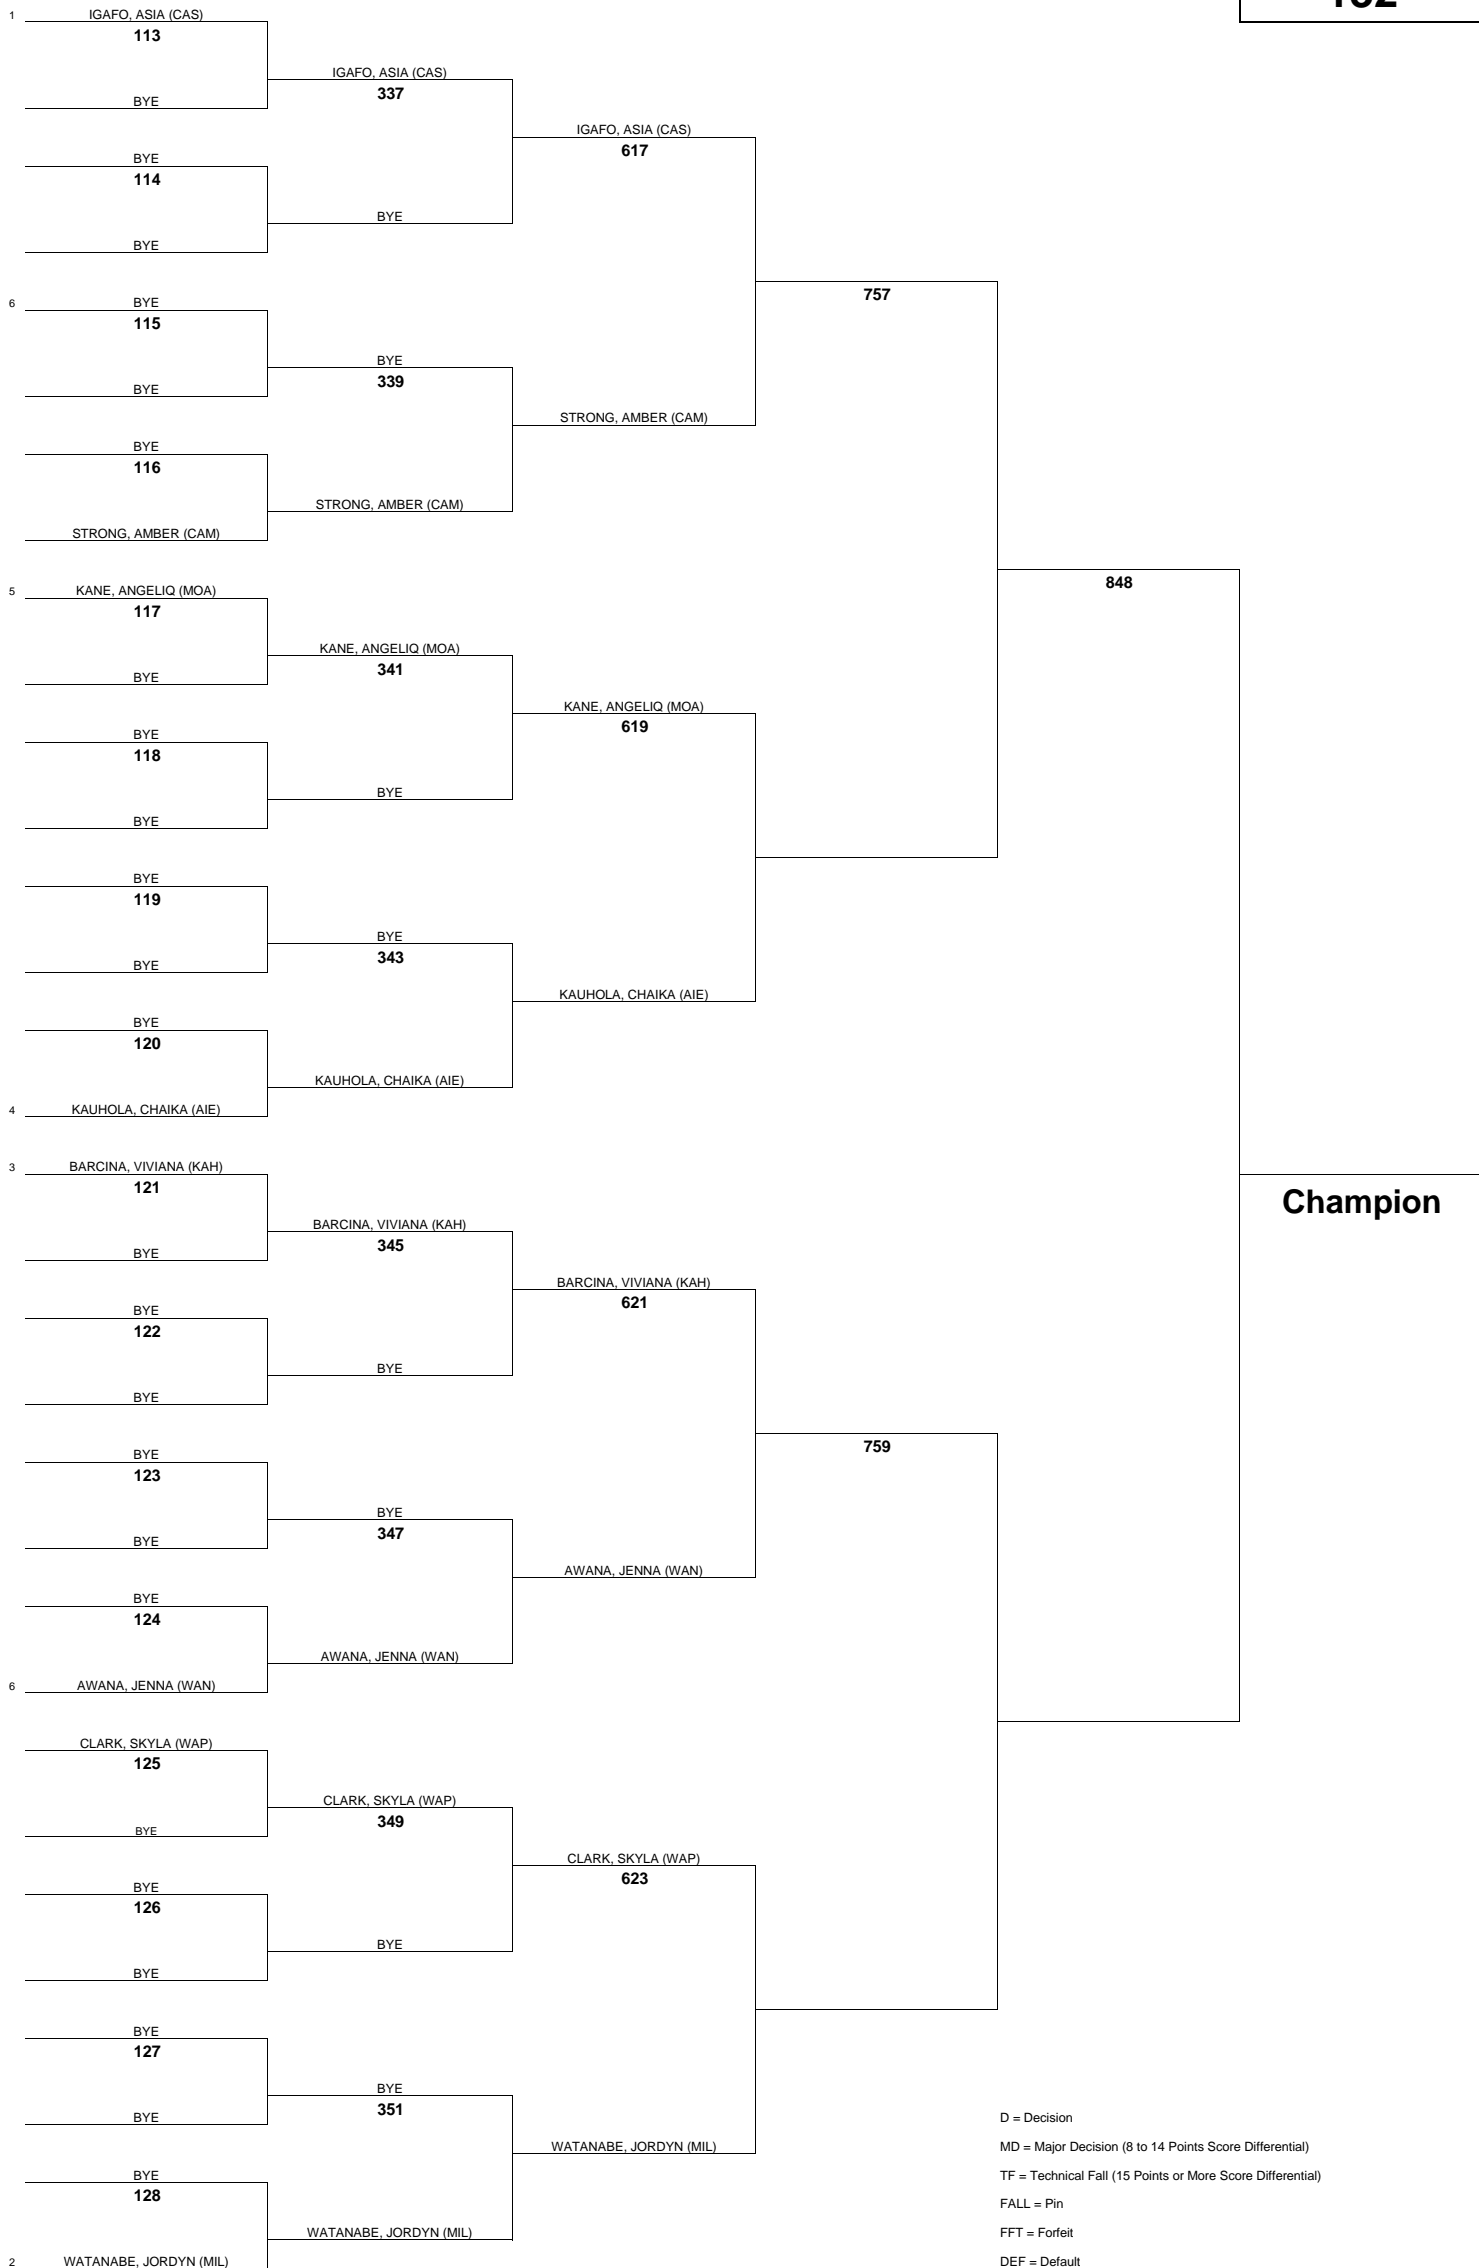 1 IGAFO, ASIA (CAS)
113
IGAFO, ASIA (CAS)
337
BYE
IGAFO, ASIA (CAS)
617
BYE
114
BYE
BYE
6 BYE
115
757
BYE
339
BYE
STRONG, AMBER (CAM)
BYE
116
STRONG, AMBER (CAM)
STRONG, AMBER (CAM)
848
5 KANE, ANGELIQ (MOA)
117
KANE, ANGELIQ (MOA)
341
BYE
KANE, ANGELIQ (MOA)
619
BYE
118
BYE
BYE
BYE
119
BYE
343
BYE
KAUHOLA, CHAIKA (AIE)
BYE
120
KAUHOLA, CHAIKA (AIE)
4 KAUHOLA, CHAIKA (AIE)
3 BARCINA, VIVIANA (KAH)
121
Champion
BARCINA, VIVIANA (KAH)
345
BYE
BARCINA, VIVIANA (KAH)
621
BYE
122
BYE
BYE
759
BYE
123
BYE
347
BYE
AWANA, JENNA (WAN)
BYE
124
AWANA, JENNA (WAN)
6 AWANA, JENNA (WAN)
CLARK, SKYLA (WAP)
125
CLARK, SKYLA (WAP)
349
BYE
CLARK, SKYLA (WAP)
623
BYE
126
BYE
BYE
BYE
127
BYE
351
BYE
WATANABE, JORDYN (MIL)
BYE
128
WATANABE, JORDYN (MIL)
2 WATANABE, JORDYN (MIL)
D = Decision
MD = Major Decision (8 to 14 Points Score Differential)
TF = Technical Fall (15 Points or More Score Differential)
FALL = Pin
FFT = Forfeit
DEF = Default